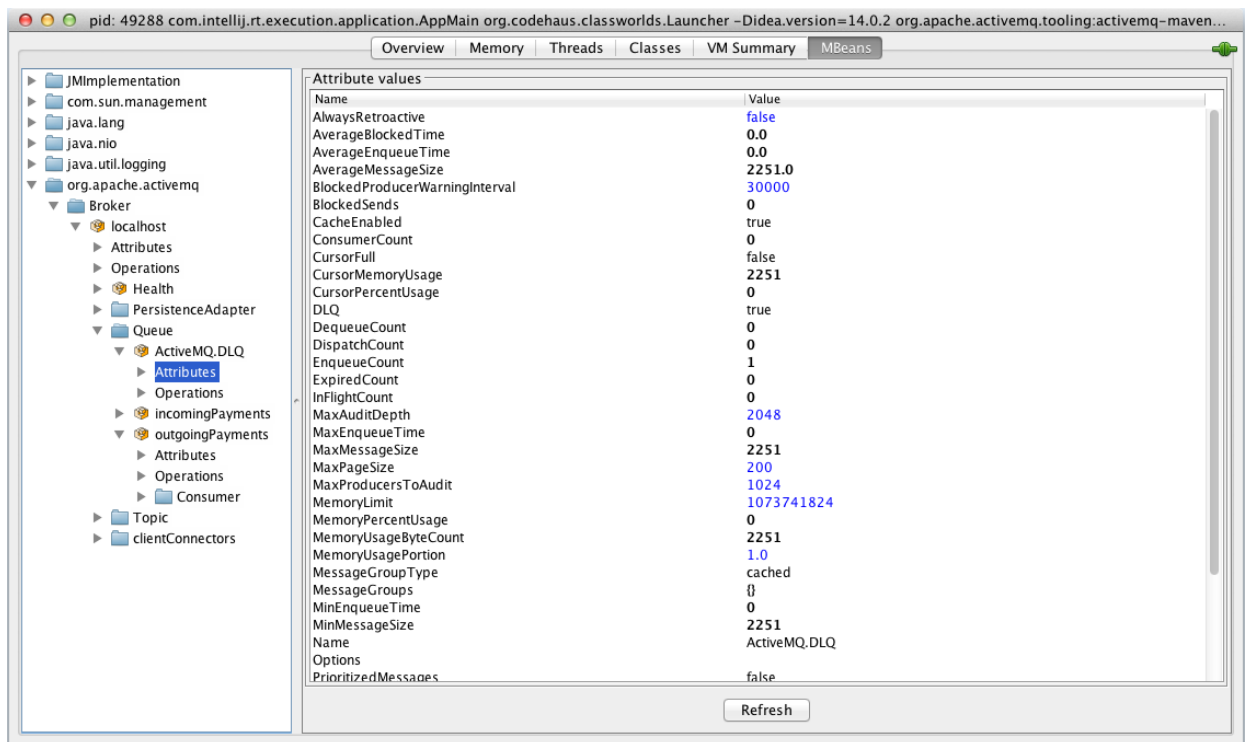 pid: 49288 com.intellij.rt.execution.application.AppMain org.codehaus.classworlds.Launcher -Didea.version=14.0.2 org.apache.activemq.tooling:activemq-maven...
Overview Memory Threads Classes VM Summary MBeans
JMImplementation
com.sun.management
java.lang
java.nio
java.util.logging
org.apache.activemq
Broker
localhost
Attributes
Operations
Health
PersistenceAdapter
Queue
ActiveMQ.DLQ
Attributes
Operations
incomingPayments
outgoingPayments
Attributes
Operations
Consumer
Topic
clientConnectors
Attribute values
Name Value
AlwaysRetroactive false
AverageBlockedTime 0.0
AverageEnqueueTime 0.0
AverageMessageSize 2251.0
BlockedProducerWarningInterval 30000
BlockedSends 0
CacheEnabled true
ConsumerCount 0
CursorFull false
CursorMemoryUsage 2251
CursorPercentUsage 0
DLQ true
DequeueCount 0
DispatchCount 0
EnqueueCount 1
ExpiredCount 0
InFlightCount 0
MaxAuditDepth 2048
MaxEnqueueTime 0
MaxMessageSize 2251
MaxPageSize 200
MaxProducersToAudit 1024
MemoryLimit 1073741824
MemoryPercentUsage 0
MemoryUsageByteCount 2251
MemoryUsagePortion 1.0
MessageGroupType cached
MessageGroups {}
MinEnqueueTime 0
MinMessageSize 2251
Name ActiveMQ.DLQ
Options
PrioritizedMessages false
Refresh